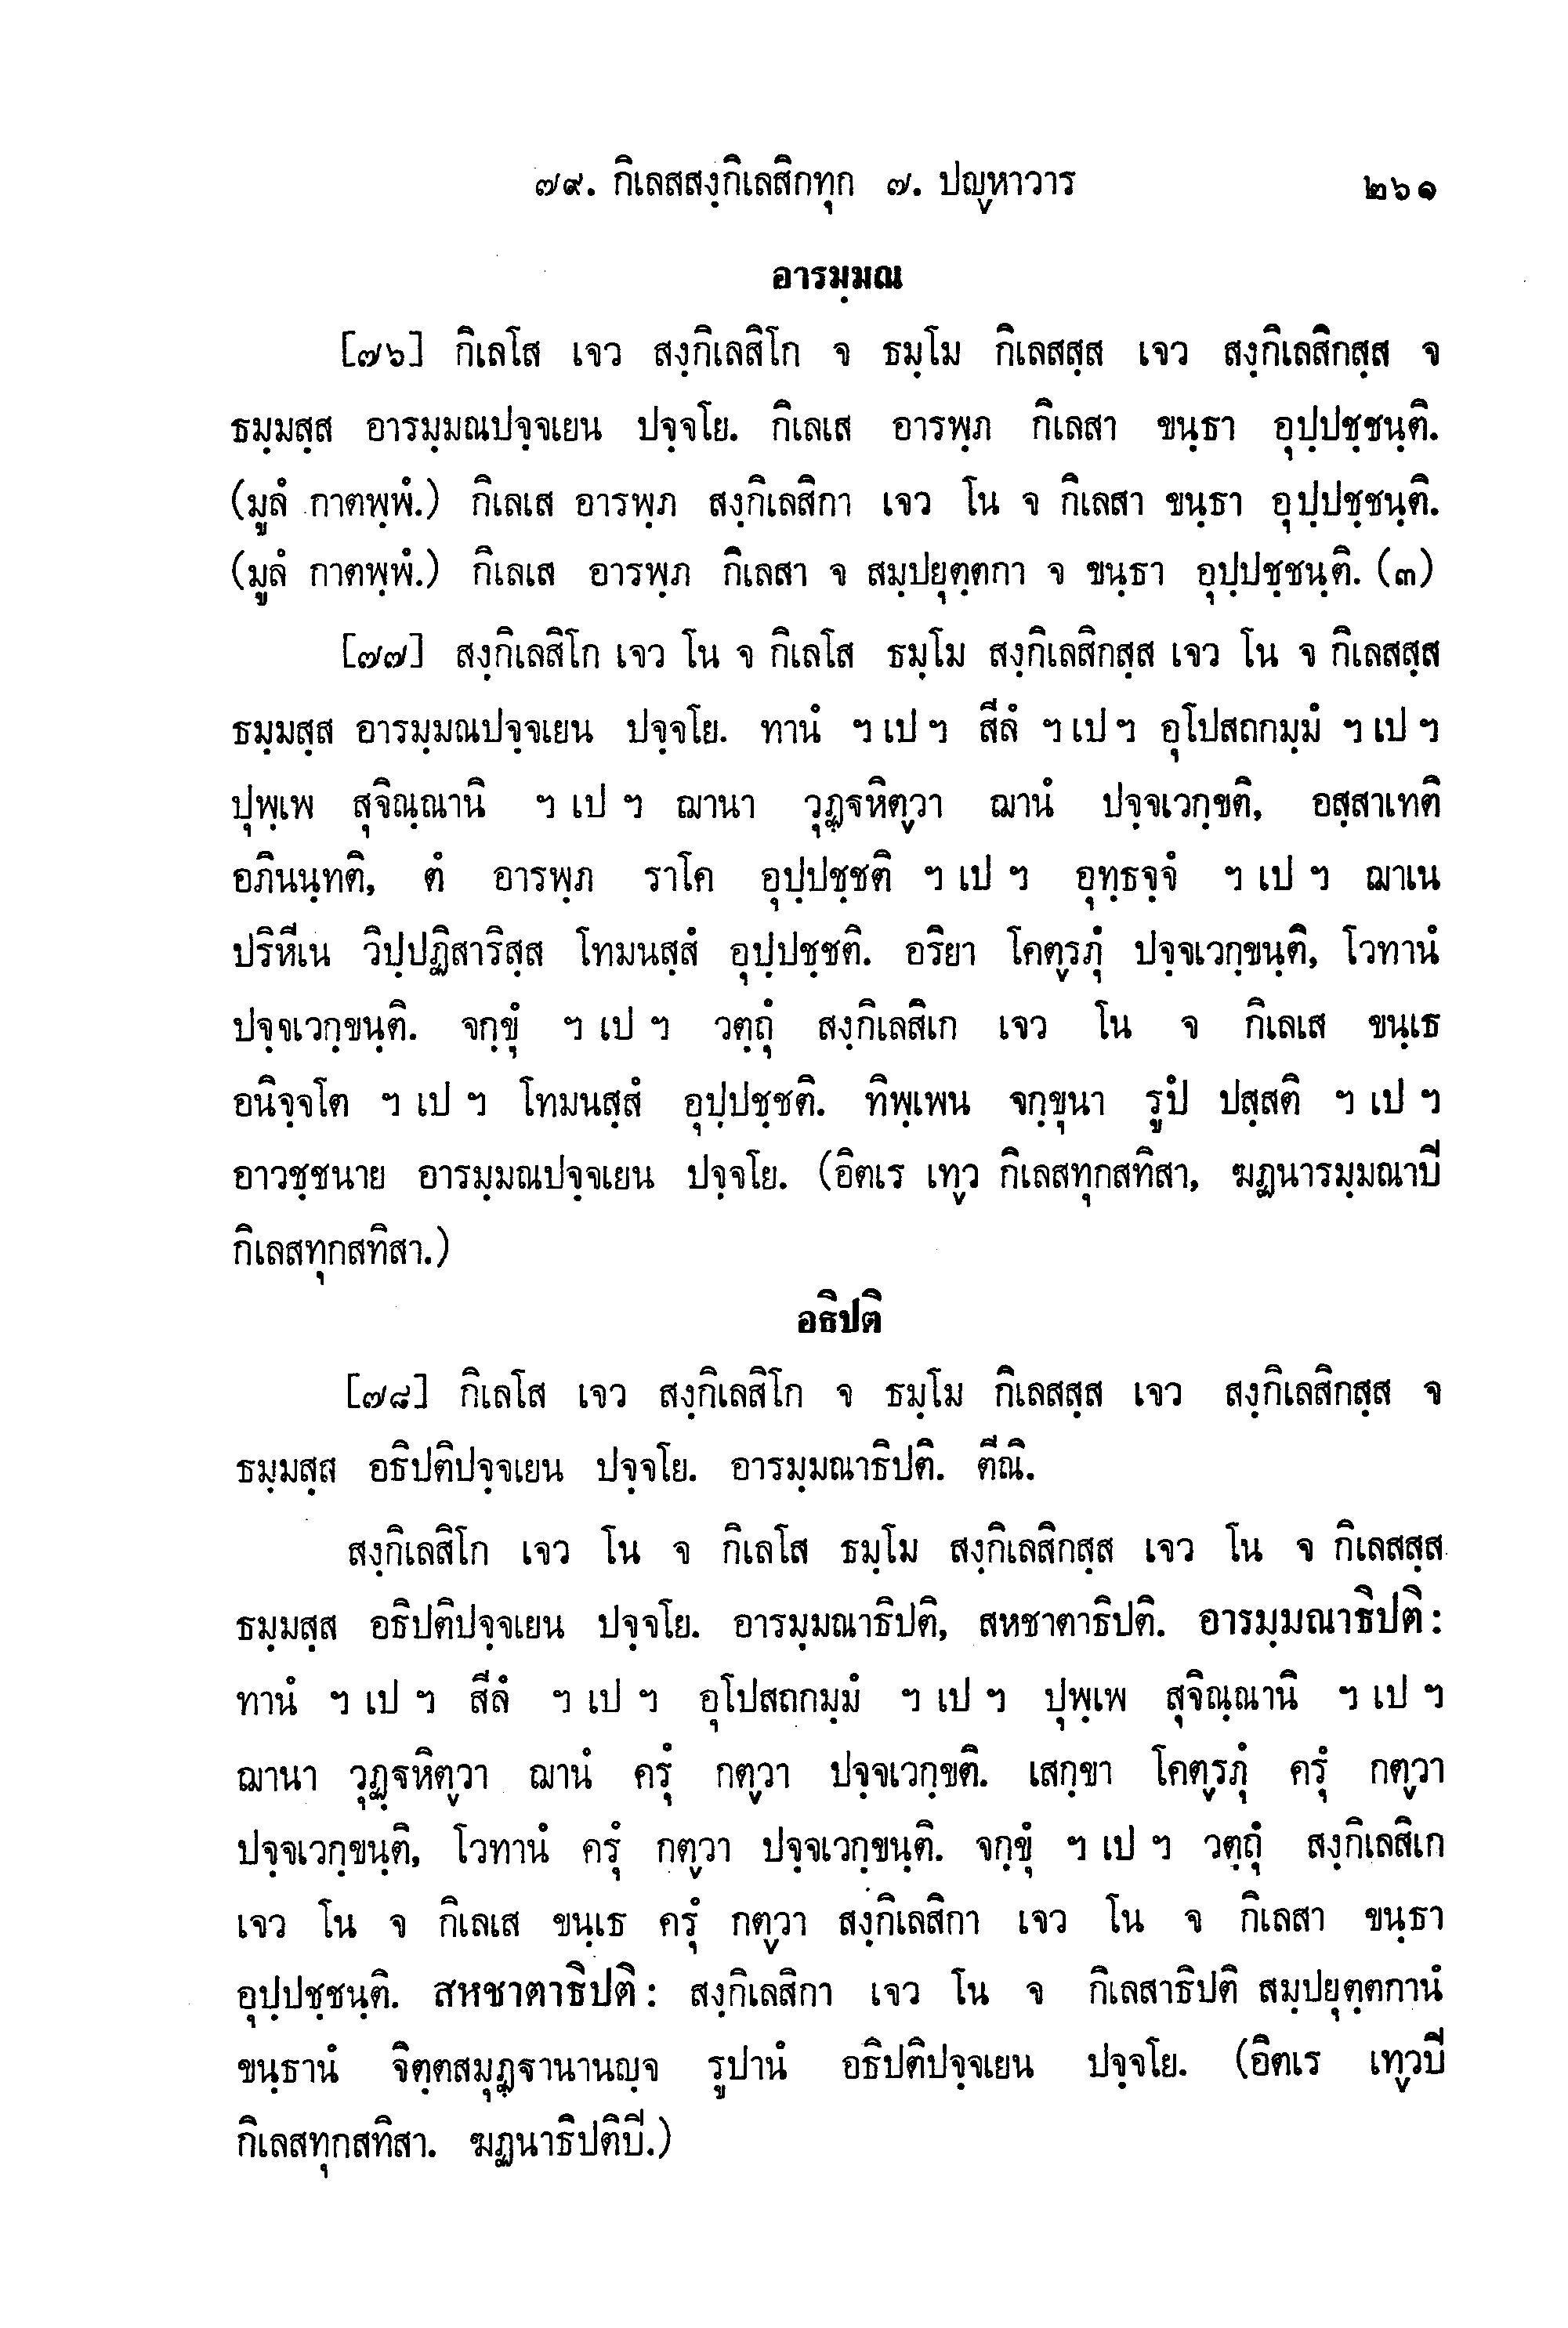 ๗๙. กิเลสสงฺกิเลสิกทุก ๗. ปญฺหาวาร ๒๖๑
อารมฺมณ
[๗๖] กิเลโส เจว สงฺกิเลสิโก จ ธมฺโม กิเลสสฺส เจว สงฺกิเลสิกสฺส จ
ธมฺมสฺส อารมฺมณปจฺจเยน ปจฺจโย. กิเลเส อารพฺภ กิเลสา ขนฺธา อุปฺปชฺชนฺติ.
(มูลํ กาตพฺพํ.) กิเลเส อารพฺภ สงฺกิเลสิกา เจว โน จ กิเลสา ขนฺธา อุปฺปชฺชนฺติ.
(มูลํ กาตพฺพํ.) กิเลเส อารพฺภ กิเลสา จ สมฺปยุตฺตกา จ ขนฺธา อุปฺปชฺชนฺติ. (๓)
[๗๗] สงฺกิเลสิโก เจว โน จ กิเลโส ธมฺโม สงฺกิเลสิกสฺส เจว โน จ กิเลสสฺส
ธมฺมสฺส อารมฺมณปจฺจเยน ปจฺจโย. ทานํ ฯ เป ฯ สีลํ ฯ เป ฯ อุโปสถกมฺมํ ฯ เป ฯ
ปุพฺเพ สุจิณฺณานิ ฯ เป ฯ ฌานา วุฏฺฐหิตฺวา ฌานํ ปจฺจเวกฺขติ, อสฺสาเทติ
อภินนฺทติ, ตํ อารพฺภ ราโค อุปฺปชฺชติ ฯ เป ฯ อุทฺธจฺจํ ฯ เป ฯ ฌาเน
ปริหีเน วิปฺปฏิสาริสฺส โทมนสฺสํ อุปฺปชฺชติ. อริยา โคตฺรภุํ ปจฺจเวกฺขนฺติ, โวทานํ
ปจฺจเวกฺขนฺติ. จกฺขุํ ฯ เป ฯ วตฺถุํ สงฺกิเลสิเก เจว โน จ กิเลเส ขนฺเธ
อนิจฺจโต ฯ เป ฯ โทมนสฺสํ อุปฺปชฺชติ. ทิพฺเพน จกฺขุนา รูปํ ปสฺสติ ฯ เป ฯ
อาวชฺชนาย อารมฺมณปจฺจเยน ปจฺจโย. (อิตเร เทฺว กิเลสทุกสทิสา, ฆฏนารมฺมณาปิ
กิเลสทุกสทิสา.)
อธิปติ
[๗๘] กิเลโส เจว สงฺกิเลสิโก จ ธมฺโม กิเลสสฺส เจว สงฺกิเลสิกสฺส จ
ธมฺมสฺส อธิปติปจฺจเยน ปจฺจโย. อารมฺมณาธิปติ. ตีณิ.
สงฺกิเลสิโก เจว โน จ กิเลโส ธมฺโม สงฺกิเลสิกสฺส เจว โน จ กิเลสสฺส
ธมฺมสฺส อธิปติปจฺจเยน ปจฺจโย. อารมฺมณาธิปติ, สหชาตาธิปติ. อารมฺมณาธิปติ:
ทานํ ฯ เป ฯ สีลํ ฯ เป ฯ อุโปสถกมฺมํ ฯ เป ฯ ปุพฺเพ สุจิณฺณานิ ฯ เป ฯ
ฌานา วุฏฺฐหิตฺวา ฌานํ ครุํ กตฺวา ปจฺจเวกฺขติ. เสกฺขา โคตฺรภุํ ครุํ กตฺวา
ปจฺจเวกฺขนฺติ, โวทานํ ครุํ กตฺวา ปจฺจเวกฺขนฺติ. จกฺขุํ ฯ เป ฯ วตฺถุํ สงฺกิเลสิเก
เจว โน จ กิเลเส ขนฺเธ ครุํ กตฺวา สงฺกิเลสิกา เจว โน จ กิเลสา ขนฺธา
อุปฺปชฺชนฺติ. สหชาตาธิปติ: สงฺกิเลสิกา เจว โน จ กิเลสาธิปติ สมฺปยุตฺตกานํ
ขนฺธานํ จิตฺตสมุฏฺฐานานญฺจ รูปานํ อธิปติปจฺจเยน ปจฺจโย. (อิตเร เทฺวปิ
กิเลสทุกสทิสา. ฆฏนาธิปติปิ.)